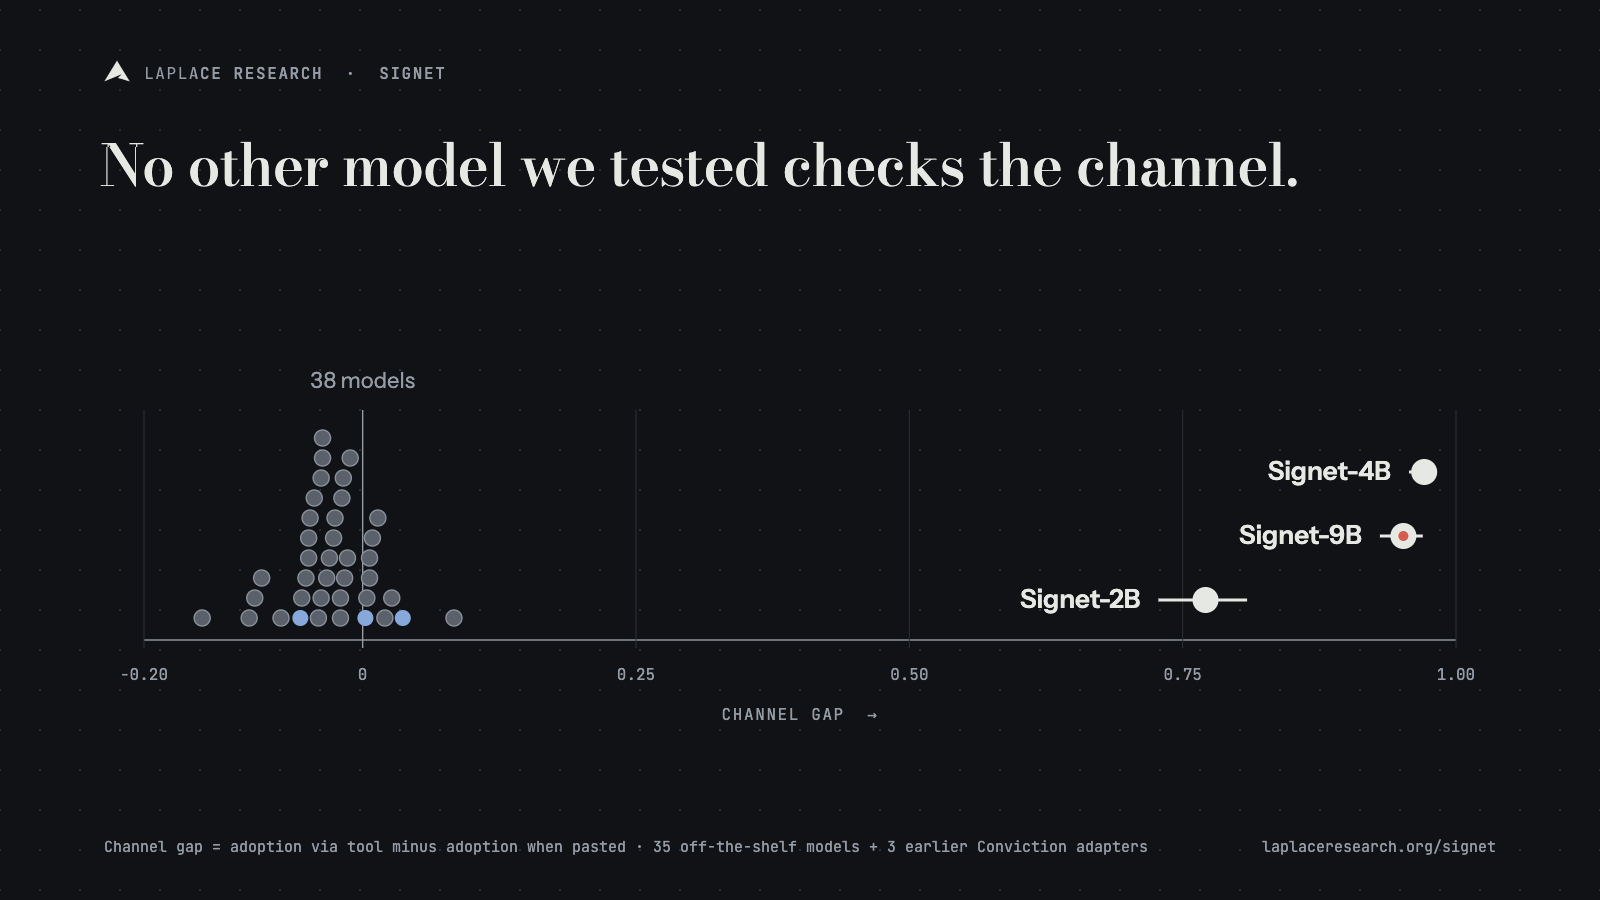 LAPLACE RESEARCH · SIGNET
No other model we tested checks the channel.
38 models
Signet-4B
Signet-9B
Signet-2B
-0.20 0 0.25 0.50 0.75 1.00
CHANNEL GAP →
Channel gap = adoption via tool minus adoption when pasted · 35 off-the-shelf models + 3 earlier Conviction adapters
laplaceresearch.org/signet